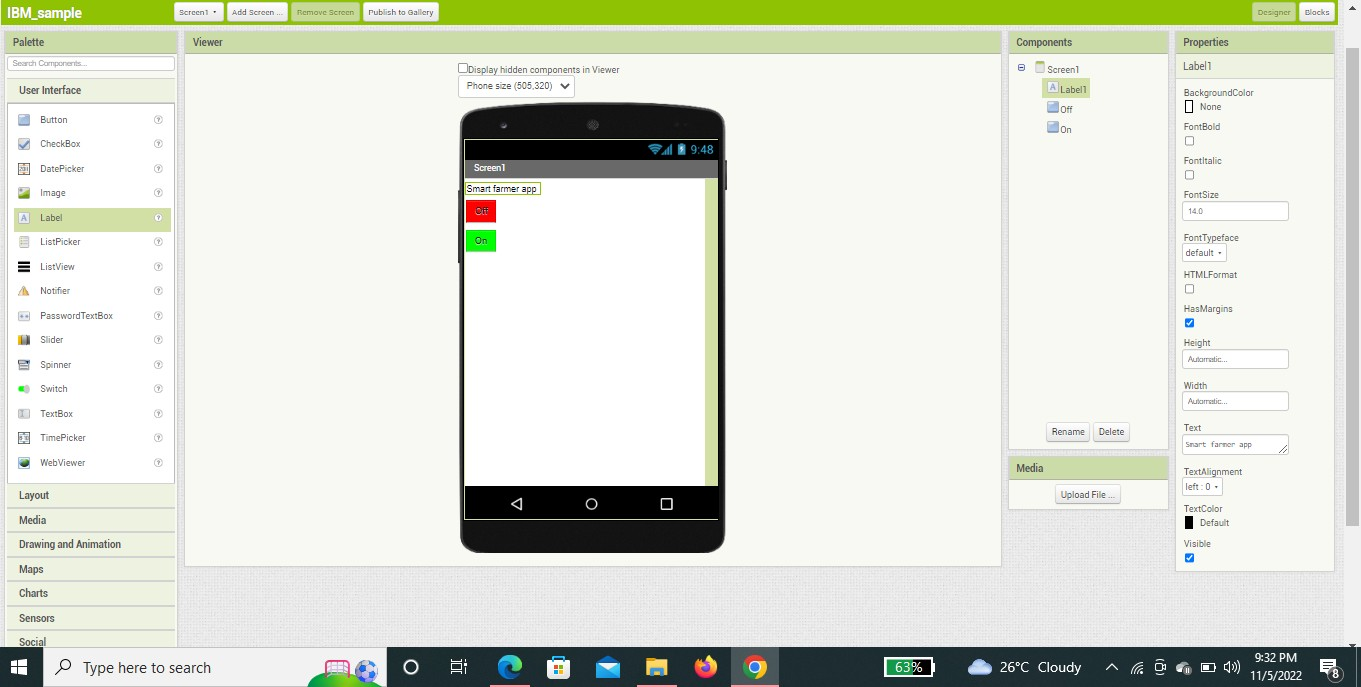 IBM_sample
Screen1
Add Screen ...
Remove Screen
Publish to Gallery
Designer
Blocks
Palette
Search Components...
User Interface
Button
CheckBox
DatePicker
Image
Label
ListPicker
ListView
Notifier
PasswordTextBox
Slider
Spinner
Switch
TextBox
TimePicker
WebViewer
Layout
Media
Drawing and Animation
Maps
Charts
Sensors
Social
Viewer
Display hidden components in Viewer
Phone size (505,320)
9:48
Screen1
Smart farmer app
Off
On
Components
Screen1
Label1
Off
On
Rename
Delete
Media
Upload File ...
Properties
Label1
BackgroundColor
None
FontBold
FontItalic
FontSize
14.0
FontTypeface
default
HTMLFormat
HasMargins
Height
Automatic...
Width
Automatic...
Text
Smart farmer app
TextAlignment
left : 0
TextColor
Default
Visible
Type here to search
63%
26°C Cloudy
9:32 PM
11/5/2022
8